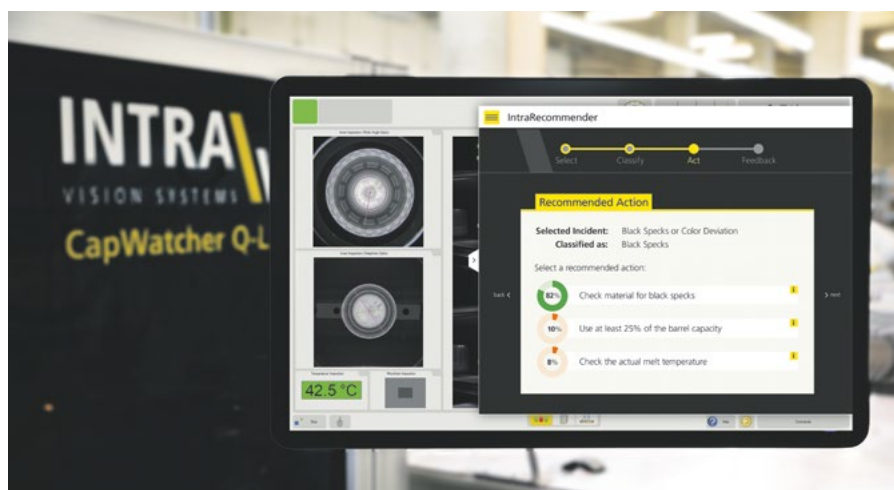 INTRA
VISION SYSTEMS
CapWatcher Q-L
IntraRecommender
Select
Classify
Act
Feedback
Recommended Action
Selected Incident: Black Specks or Color Deviation
Classified as: Black Specks
Select a recommended action:
82% Check material for black specks
10% Use at least 25% of the barrel capacity
8% Check the actual melt temperature
back <
> next
42.5 °C